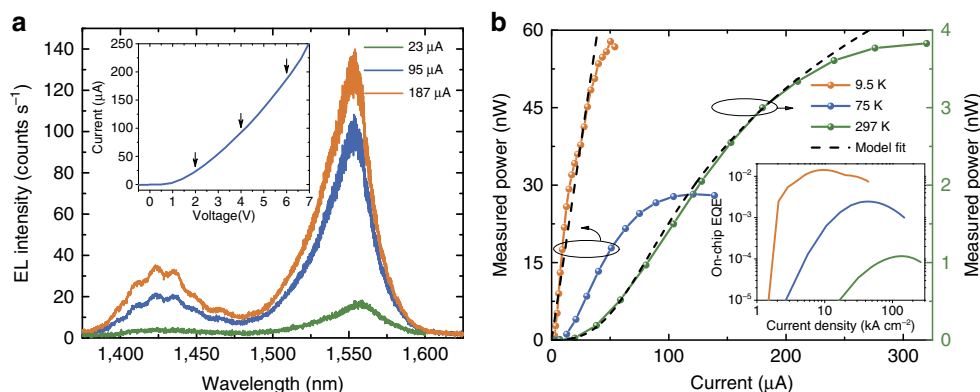 a
EL intensity (counts s⁻¹)
150
140
120
100
80
60
40
20
0
1,400
1,450
1,500
1,550
1,600
Wavelength (nm)
23 μA
95 μA
187 μA
Current (μA)
250
200
150
100
50
0
0 1 2 3 4 5 6 7
Voltage(V)
b
Measured power (nW)
60
45
30
15
0
0
100
200
300
Current (μA)
4
3
2
1
0
Measured power (nW)
9.5 K
75 K
297 K
Model fit
On-chip EQE
10⁻²
10⁻³
10⁻⁴
10⁻⁵
1
10
100
Current density (kA cm⁻²)